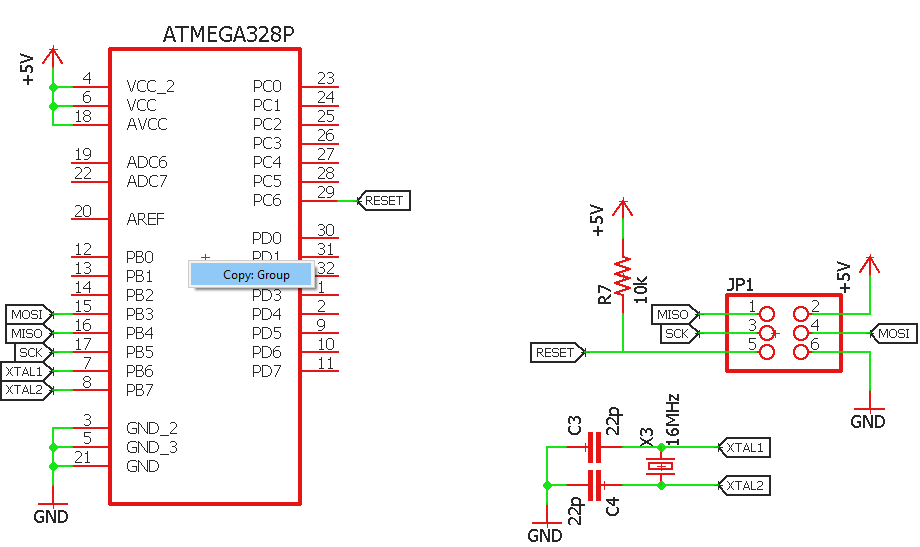 ATMEGA328P
+5V
4 VCC_2 PC0 23
6 VCC PC1 24
18 AVCC PC2 25
PC3 26
19 ADC6 PC4 27
22 ADC7 PC5 28
PC6 29 RESET
20 AREF
PD0 30
12 PB0 PD1 31
13 PB1 32
Copy: Group
14 PB2 PD3 1
MOSI 15 PB3 PD4 2
MISO 16 PB4 PD5 9
SCK 17 PB5 PD6 10
XTAL1 7 PB6 PD7 11
XTAL2 8 PB7
3 GND_2
5 GND_3
21 GND
GND
+5V
R7
10k
RESET
+5V
JP1
MISO 1 2
SCK 3 4 MOSI
5 6
GND
C3
22p
X3
16MHz
XTAL1
XTAL2
22p
C4
GND